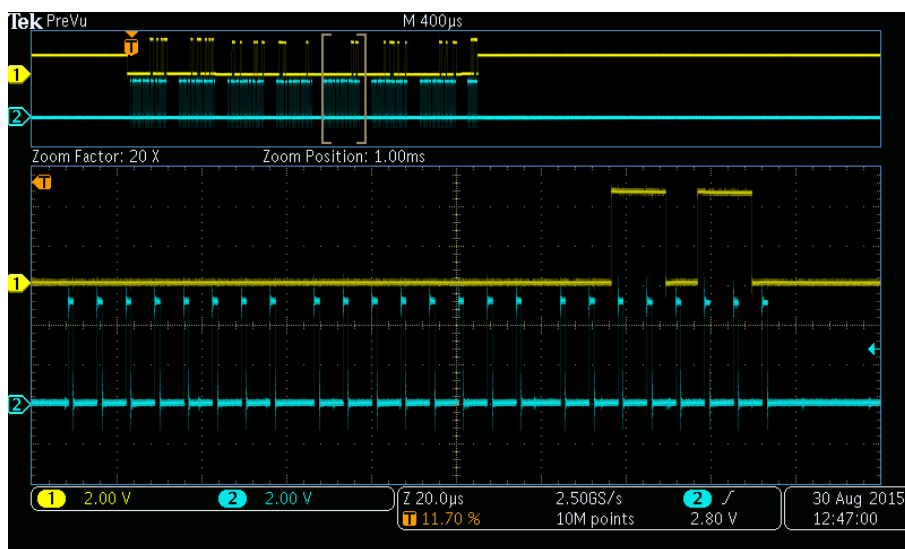 Tek PreVu M 400µs
T
1
2
Zoom Factor: 20 X Zoom Position: 1.00ms
T
1
2
1 2.00 V 2 2.00 V Z 20.0µs 2.50GS/s 2 30 Aug 2015
T 11.70 % 10M points 2.80 V 12:47:00